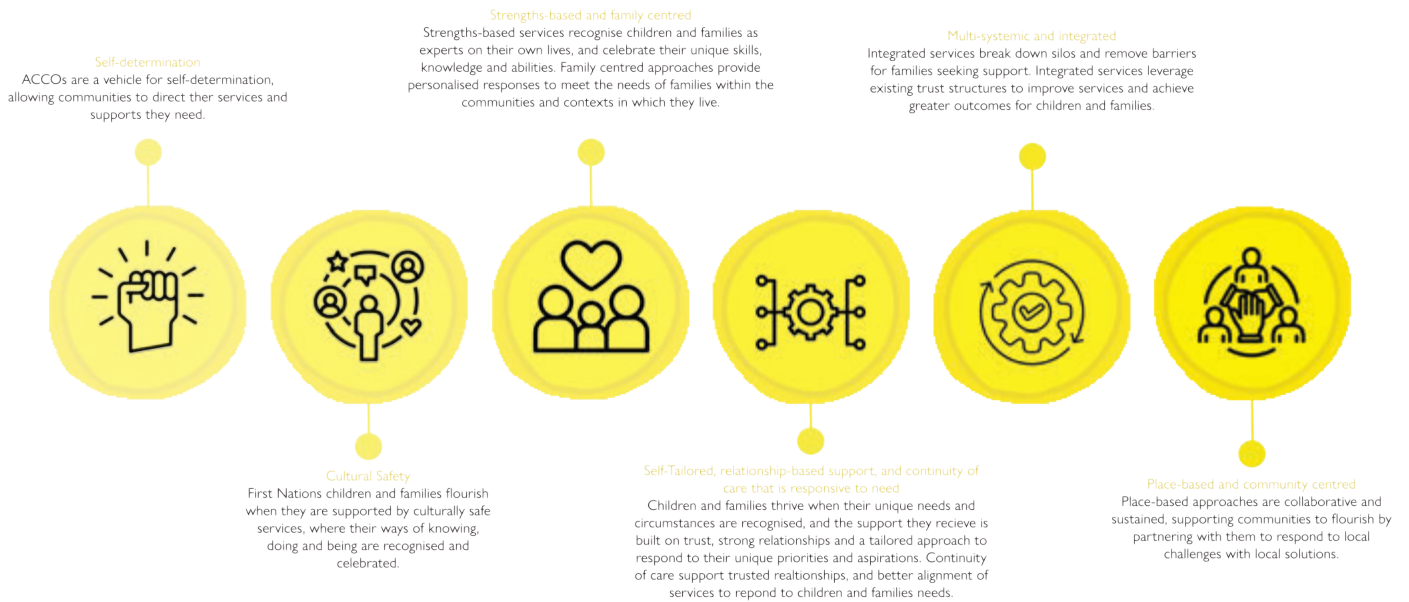 Self-determination
ACCOs are a vehicle for self-determination,
allowing communities to direct ther services and
supports they need.
Cultural Safety
First Nations children and families flourish
when they are supported by culturally safe
services, where their ways of knowing,
doing and being are recognised and
celebrated.
Strengths-based and family centred
Strengths-based services recognise children and families as
experts on their own lives, and celebrate their unique skills,
knowledge and abilities. Family centred approaches provide
personalised responses to meet the needs of families within the
communities and contexts in which they live.
Self-Tailored, relationship-based support, and continuity of
care that is responsive to need
Children and families thrive when their unique needs and
circumstances are recognised, and the support they recieve is
built on trust, strong relationships and a tailored approach to
respond to their unique priorities and aspirations. Continuity
of care support trusted realtionships, and better alignment of
services to repond to children and families needs.
Multi-systemic and integrated
Integrated services break down silos and remove barriers
for families seeking support. Integrated services leverage
existing trust structures to improve services and achieve
greater outcomes for children and families.
Place-based and community centred
Place-based approaches are collaborative and
sustained, supporting communities to flourish by
partnering with them to respond to local
challenges with local solutions.